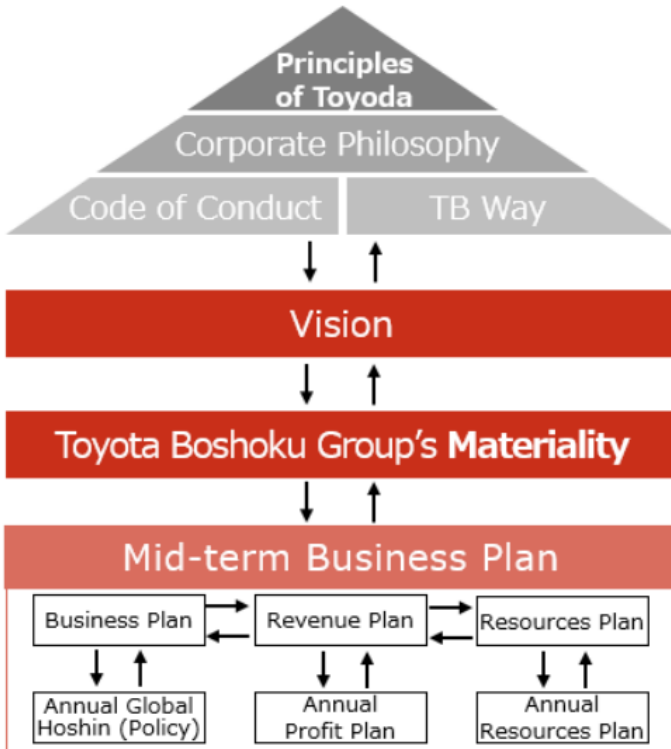 Principles
of Toyoda
Corporate Philosophy
Code of Conduct
TB Way
Vision
Toyota Boshoku Group's Materiality
Mid-term Business Plan
Business Plan
Revenue Plan
Resources Plan
Annual Global
Hoshin (Policy)
Annual
Profit Plan
Annual
Resources Plan